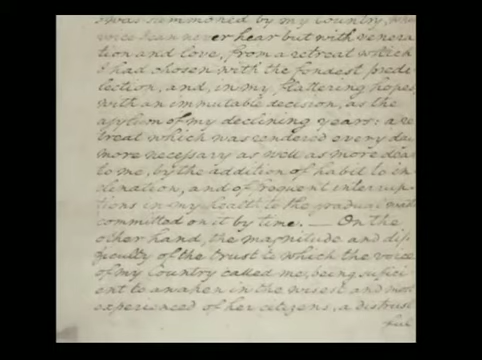 I was summoned by my Country, whose
voice I can never hear but with venera
tion and love, from a retreat which
I had chosen with the fondest predi
lection, and, in my flattering hopes,
with an immutable decision, as the
asylum of my declining years: a re
treat which was rendered every day
more necessary as well as more dear
to me, by the addition of habit to in
clination, and of frequent interrup
tions in my health to the gradual waste
committed on it by time. — On the
other hand, the magnitude and dif
ficulty of the trust to which the voice
of my Country called me, being suffici
ent to awaken in the wisest and most
experienced of her citizens, a distrust
ful